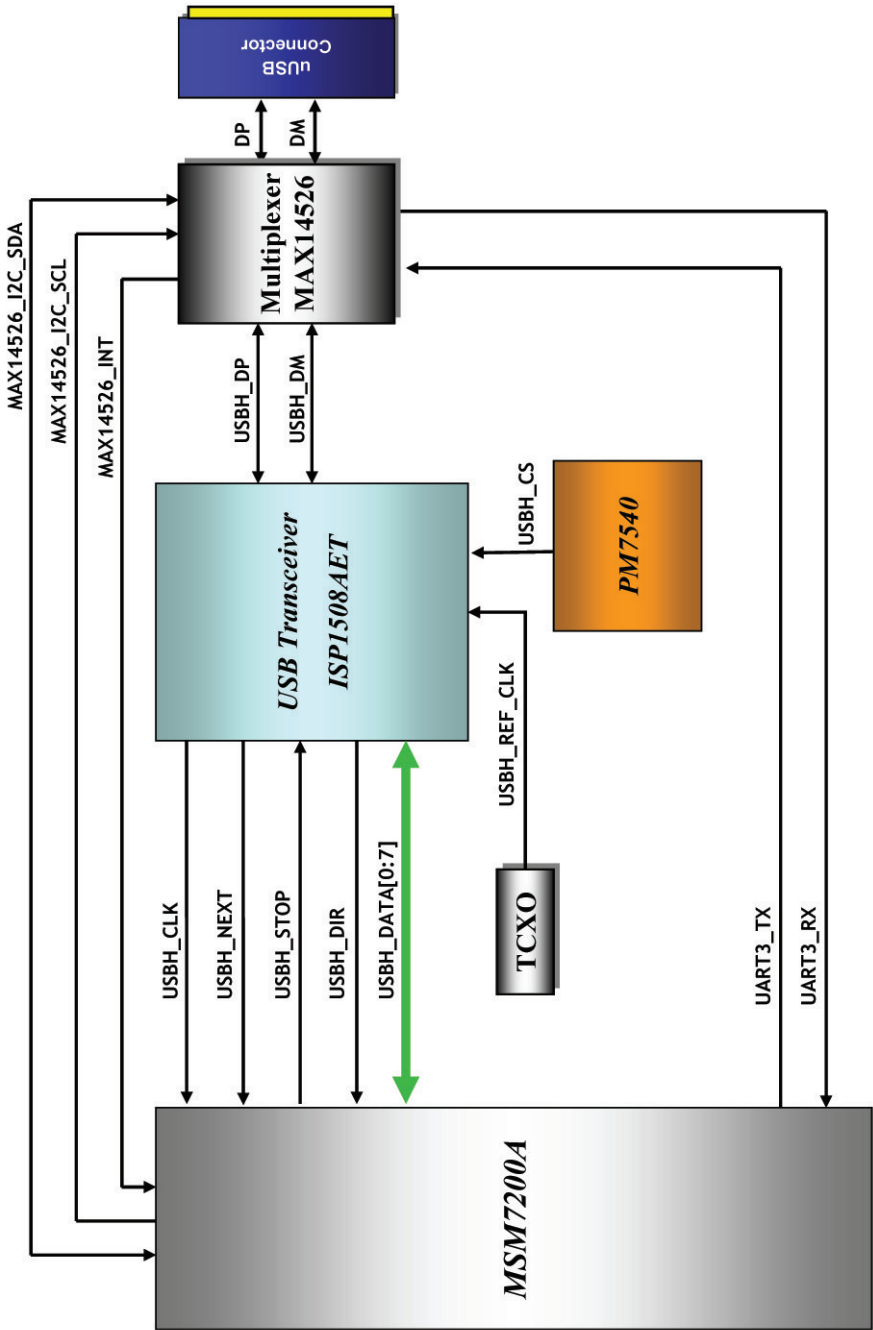 MAX14526_I2C_SDA
MAX14526_I2C_SCL
MAX14526_INT
MSM7200A
USBH_CLK
USBH_NEXT
USBH_STOP
USBH_DIR
USBH_DATA[0:7]
USB Transceiver
ISP1508AET
USBH_DP
USBH_DM
Multiplexer
MAX14526
DP
DM
uUSB
Connector
TCXO
USBH_REF_CLK
USBH_CS
PM7540
UART3_TX
UART3_RX